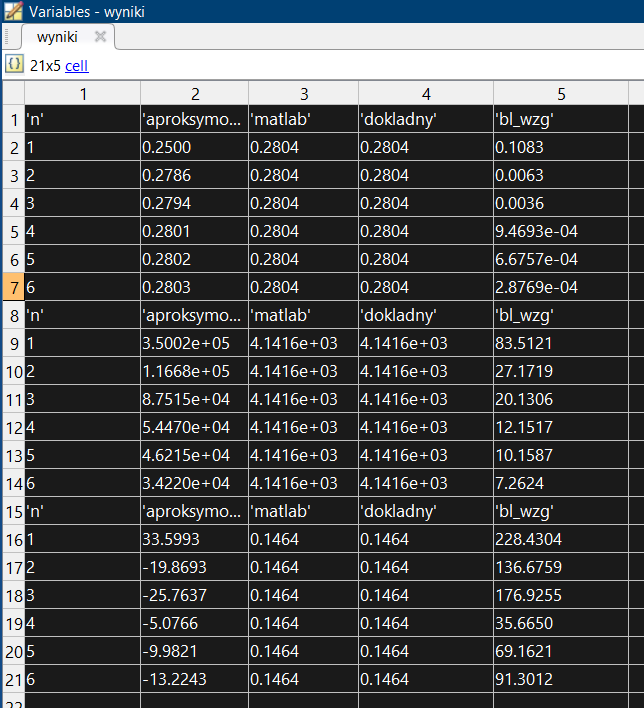 Variables - wyniki
wyniki
21x5 cell
1 2 3 4 5
1 'n' 'aproksymo... 'matlab' 'dokladny' 'bl_wzg'
2 1 0.2500 0.2804 0.2804 0.1083
3 2 0.2786 0.2804 0.2804 0.0063
4 3 0.2794 0.2804 0.2804 0.0036
5 4 0.2801 0.2804 0.2804 9.4693e-04
6 5 0.2802 0.2804 0.2804 6.6757e-04
7 6 0.2803 0.2804 0.2804 2.8769e-04
8 'n' 'aproksymo... 'matlab' 'dokladny' 'bl_wzg'
9 1 3.5002e+05 4.1416e+03 4.1416e+03 83.5121
10 2 1.1668e+05 4.1416e+03 4.1416e+03 27.1719
11 3 8.7515e+04 4.1416e+03 4.1416e+03 20.1306
12 4 5.4470e+04 4.1416e+03 4.1416e+03 12.1517
13 5 4.6215e+04 4.1416e+03 4.1416e+03 10.1587
14 6 3.4220e+04 4.1416e+03 4.1416e+03 7.2624
15 'n' 'aproksymo... 'matlab' 'dokladny' 'bl_wzg'
16 1 33.5993 0.1464 0.1464 228.4304
17 2 -19.8693 0.1464 0.1464 136.6759
18 3 -25.7637 0.1464 0.1464 176.9255
19 4 -5.0766 0.1464 0.1464 35.6650
20 5 -9.9821 0.1464 0.1464 69.1621
21 6 -13.2243 0.1464 0.1464 91.3012
22